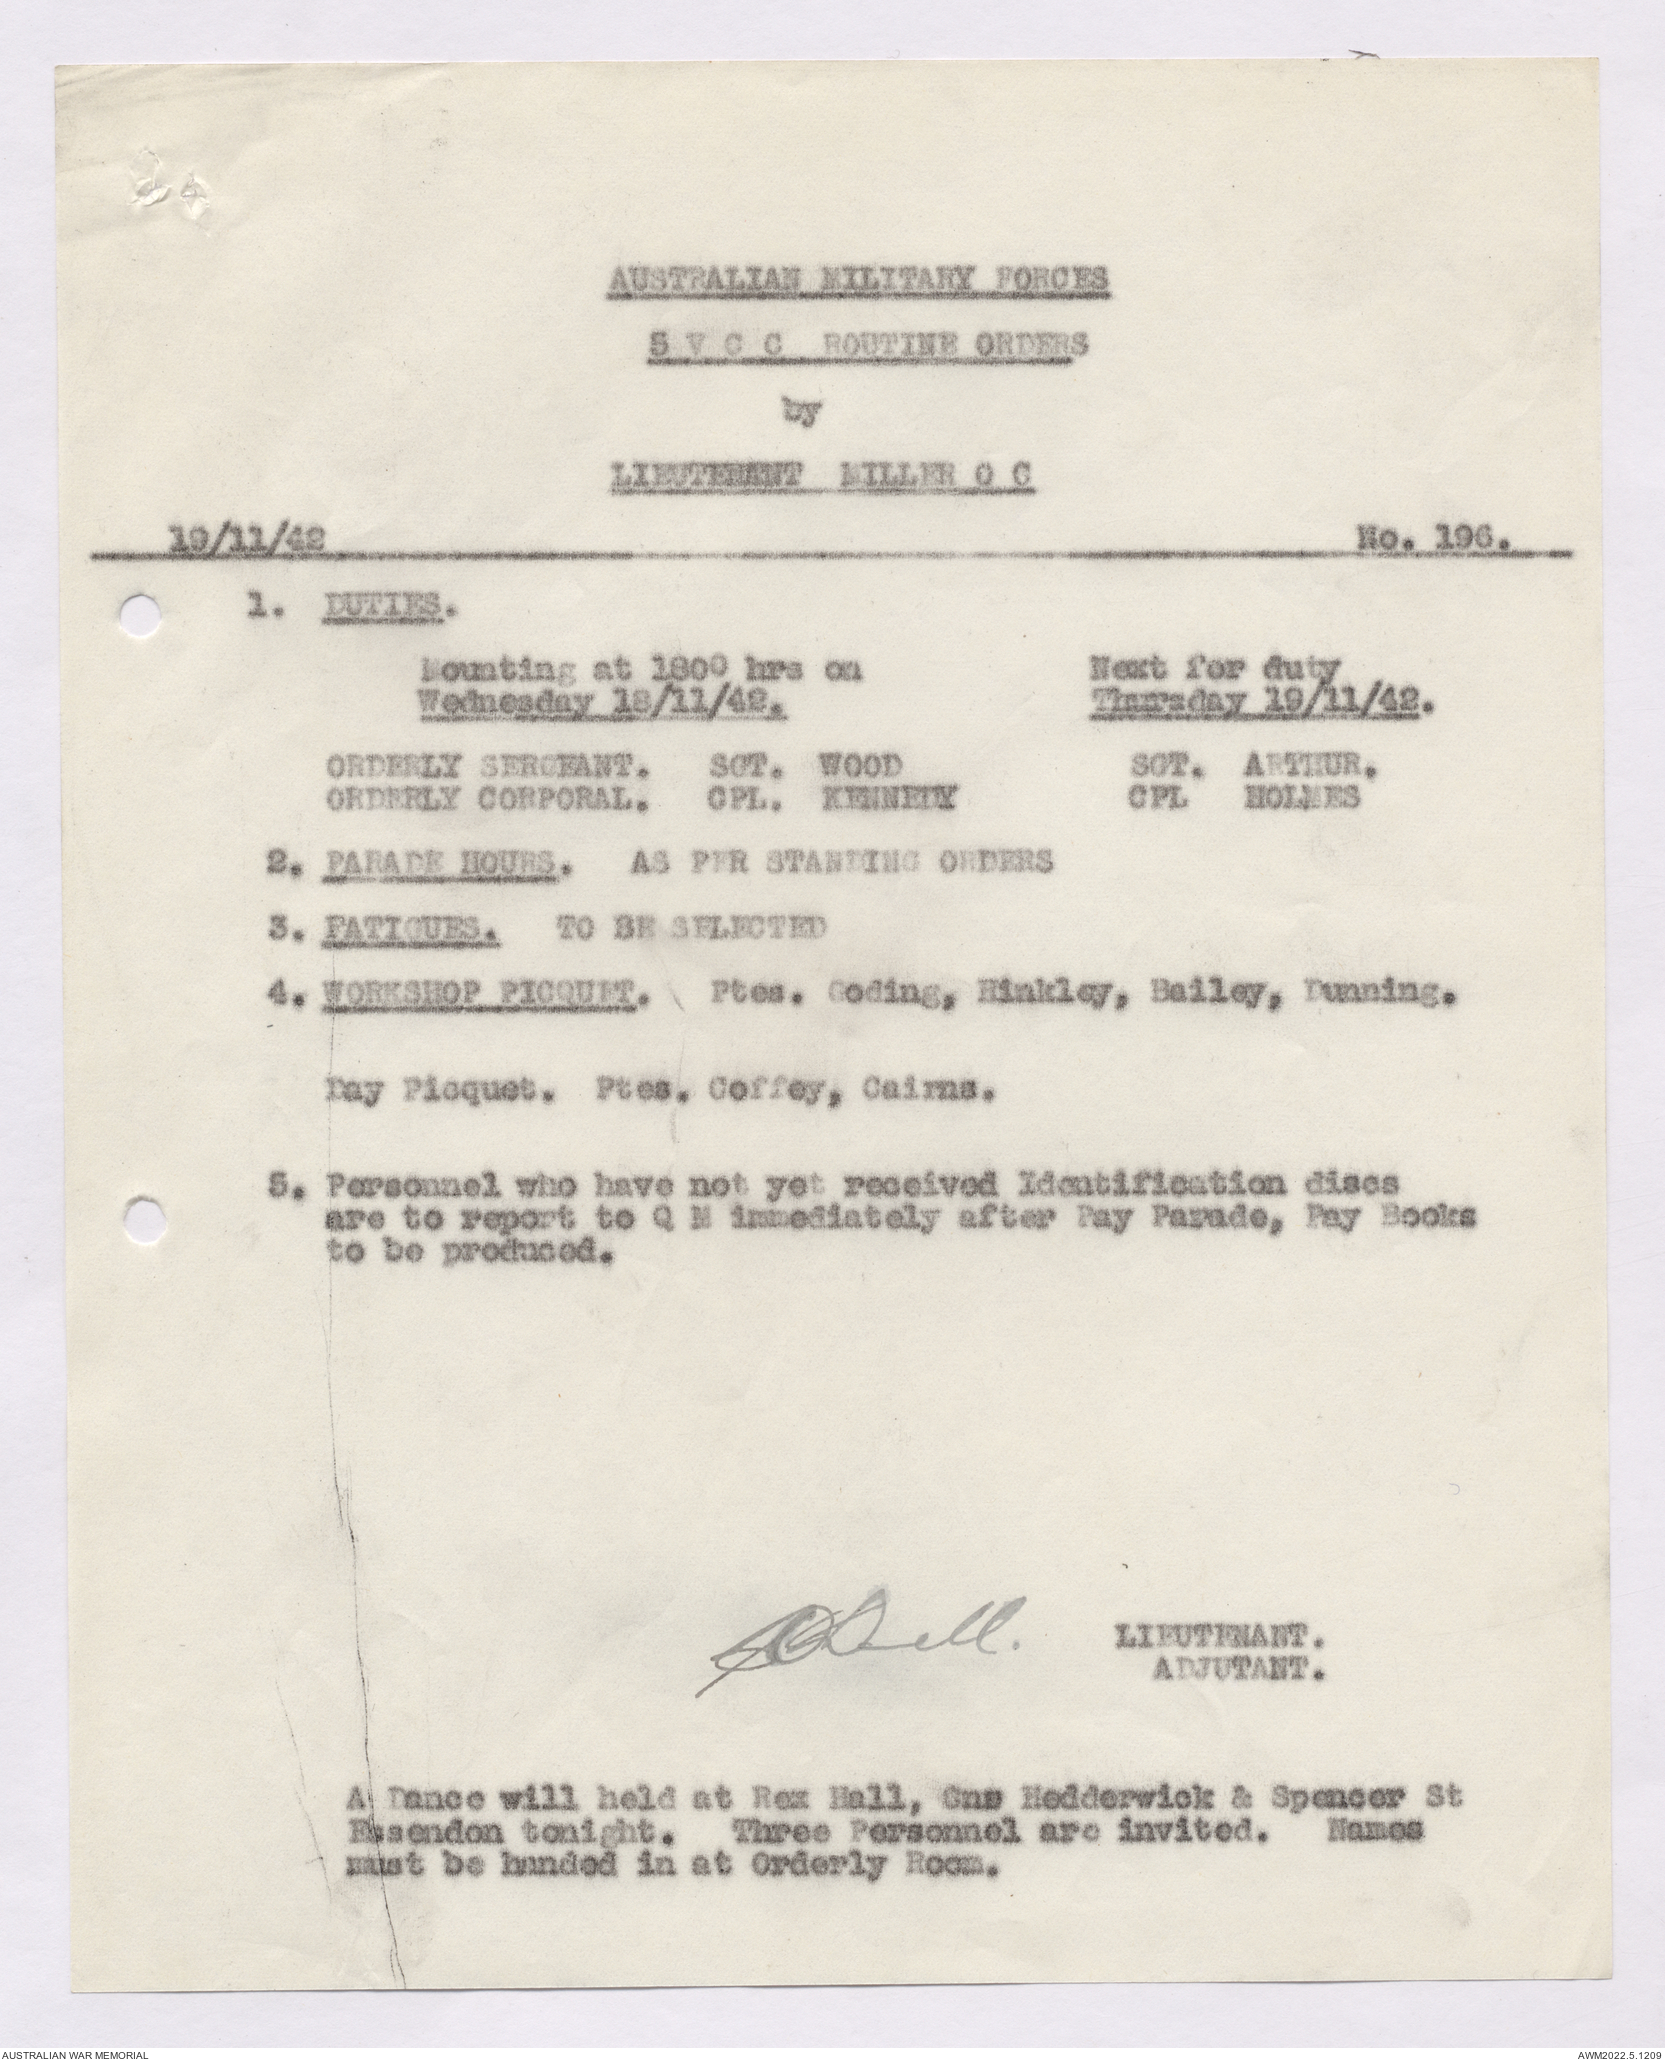 AUSTRALIAN MILITARY FORCES
5 V C C ROUTINE ORDERS
by
LIEUTENANT MILLER O C
19/11/42 No. 196.
1. DUTIES.
Mounting at 1800 hrs on Next for duty
Wednesday 18/11/42. Thursday 19/11/42.
ORDERLY SERGEANT. SGT. WOOD SGT. ARTHUR.
ORDERLY CORPORAL. CPL. KENNEDY CPL HOLMES
2. PARADE HOURS. AS PER STANDING ORDERS
3. FATIGUES. TO BE SELECTED
4. WORKSHOP PICQUET. Ptes. Goding, Hinkley, Bailey, Dunning.
Day Picquet. Ptes. Coffey, Cairns.
5. Personnel who have not yet received Identification discs
are to report to Q M immediately after Pay Parade, Pay Books
to be produced.
LIEUTENANT.
ADJUTANT.
A Dance will held at Rex Hall, Cnr Hedderwick & Spencer St
Essendon tonight. Three Personnel are invited. Names
must be handed in at Orderly Room.
AUSTRALIAN WAR MEMORIAL AWM2022.5.1209